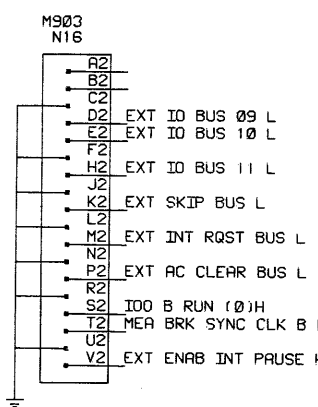 M903
N16
A2
B2
C2
D2 EXT IO BUS 09 L
E2 EXT IO BUS 10 L
F2
H2 EXT IO BUS 11 L
J2
K2 EXT SKIP BUS L
L2
M2 EXT INT RQST BUS L
N2
P2 EXT AC CLEAR BUS L
R2
S2 IOO B RUN (0)H
T2 MEA BRK SYNC CLK B
U2
V2 EXT ENAB INT PAUSE